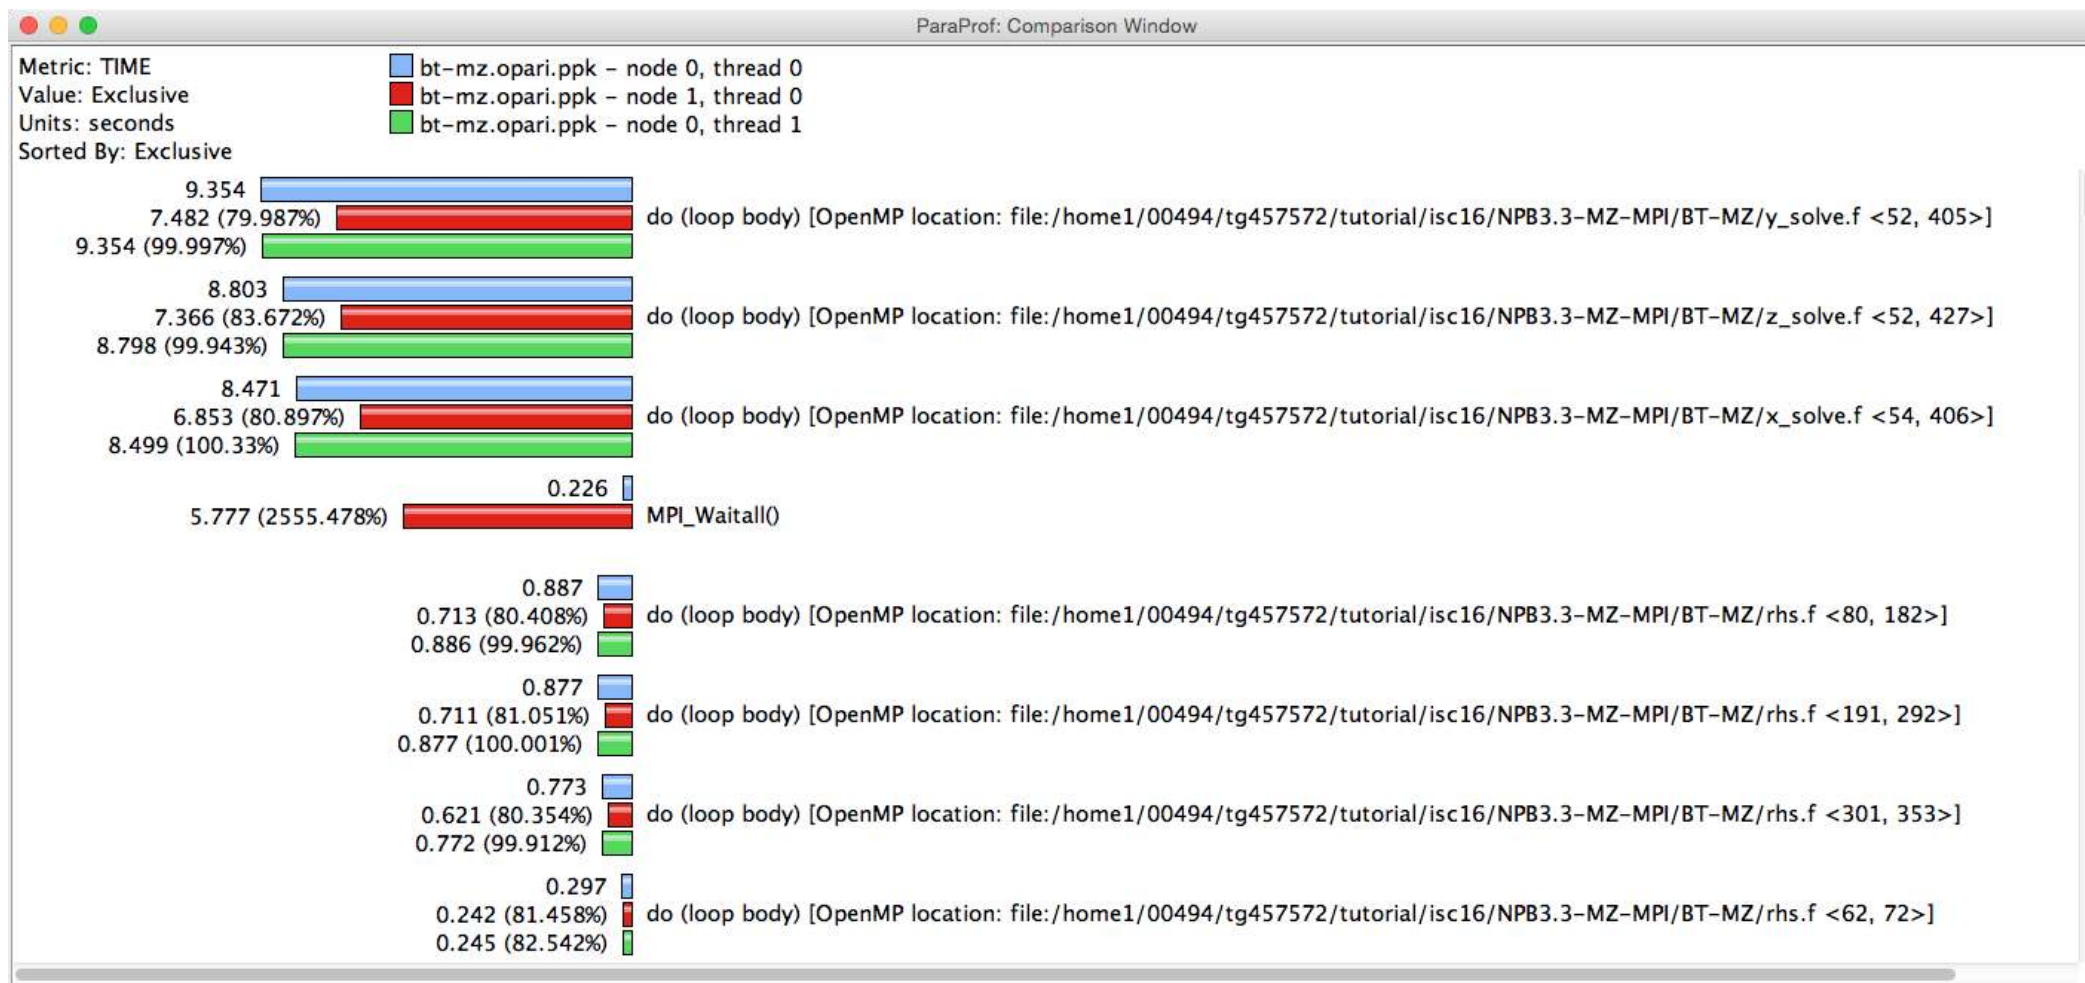 ParaProf: Comparison Window
Metric: TIME
Value: Exclusive
Units: seconds
Sorted By: Exclusive
bt-mz.opari.ppk - node 0, thread 0
bt-mz.opari.ppk - node 1, thread 0
bt-mz.opari.ppk - node 0, thread 1
9.354
7.482 (79.987%) do (loop body) [OpenMP location: file:/home1/00494/tg457572/tutorial/isc16/NPB3.3-MZ-MPI/BT-MZ/y_solve.f <52, 405>]
9.354 (99.997%)
8.803
7.366 (83.672%) do (loop body) [OpenMP location: file:/home1/00494/tg457572/tutorial/isc16/NPB3.3-MZ-MPI/BT-MZ/z_solve.f <52, 427>]
8.798 (99.943%)
8.471
6.853 (80.897%) do (loop body) [OpenMP location: file:/home1/00494/tg457572/tutorial/isc16/NPB3.3-MZ-MPI/BT-MZ/x_solve.f <54, 406>]
8.499 (100.33%)
0.226
5.777 (2555.478%) MPI_Waitall()
0.887
0.713 (80.408%) do (loop body) [OpenMP location: file:/home1/00494/tg457572/tutorial/isc16/NPB3.3-MZ-MPI/BT-MZ/rhs.f <80, 182>]
0.886 (99.962%)
0.877
0.711 (81.051%) do (loop body) [OpenMP location: file:/home1/00494/tg457572/tutorial/isc16/NPB3.3-MZ-MPI/BT-MZ/rhs.f <191, 292>]
0.877 (100.001%)
0.773
0.621 (80.354%) do (loop body) [OpenMP location: file:/home1/00494/tg457572/tutorial/isc16/NPB3.3-MZ-MPI/BT-MZ/rhs.f <301, 353>]
0.772 (99.912%)
0.297
0.242 (81.458%) do (loop body) [OpenMP location: file:/home1/00494/tg457572/tutorial/isc16/NPB3.3-MZ-MPI/BT-MZ/rhs.f <62, 72>]
0.245 (82.542%)